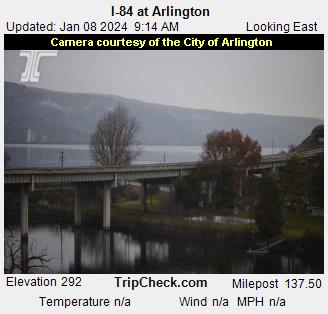 I-84 at Arlington
Updated: Jan 08 2024 9:14 AM Looking East
Camera courtesy of the City of Arlington
Elevation 292 TripCheck.com Milepost 137.50
Temperature n/a Wind n/a MPH n/a